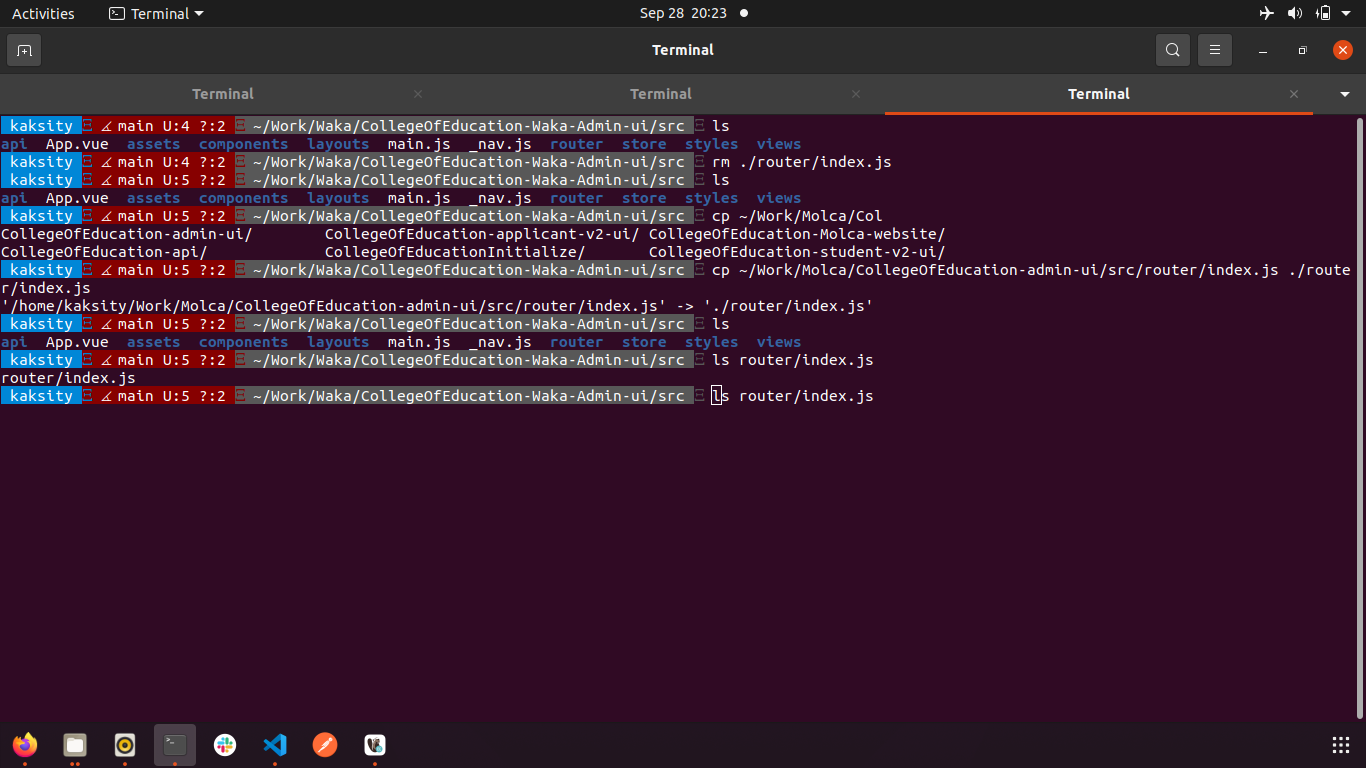 Activities Terminal Sep 28 20:23
Terminal
Terminal Terminal Terminal
kaksity main U:4 ?:2 ~/Work/Waka/CollegeOfEducation-Waka-Admin-ui/src ls
api App.vue assets components layouts main.js _nav.js router store styles views
kaksity main U:4 ?:2 ~/Work/Waka/CollegeOfEducation-Waka-Admin-ui/src rm ./router/index.js
kaksity main U:5 ?:2 ~/Work/Waka/CollegeOfEducation-Waka-Admin-ui/src ls
api App.vue assets components layouts main.js _nav.js router store styles views
kaksity main U:5 ?:2 ~/Work/Waka/CollegeOfEducation-Waka-Admin-ui/src cp ~/Work/Molca/Col
CollegeOfEducation-admin-ui/ CollegeOfEducation-applicant-v2-ui/ CollegeOfEducation-Molca-website/
CollegeOfEducation-api/ CollegeOfEducationInitialize/ CollegeOfEducation-student-v2-ui/
kaksity main U:5 ?:2 ~/Work/Waka/CollegeOfEducation-Waka-Admin-ui/src cp ~/Work/Molca/CollegeOfEducation-admin-ui/src/router/index.js ./route
r/index.js
'/home/kaksity/Work/Molca/CollegeOfEducation-admin-ui/src/router/index.js' -> './router/index.js'
kaksity main U:5 ?:2 ~/Work/Waka/CollegeOfEducation-Waka-Admin-ui/src ls
api App.vue assets components layouts main.js _nav.js router store styles views
kaksity main U:5 ?:2 ~/Work/Waka/CollegeOfEducation-Waka-Admin-ui/src ls router/index.js
router/index.js
kaksity main U:5 ?:2 ~/Work/Waka/CollegeOfEducation-Waka-Admin-ui/src ls router/index.js